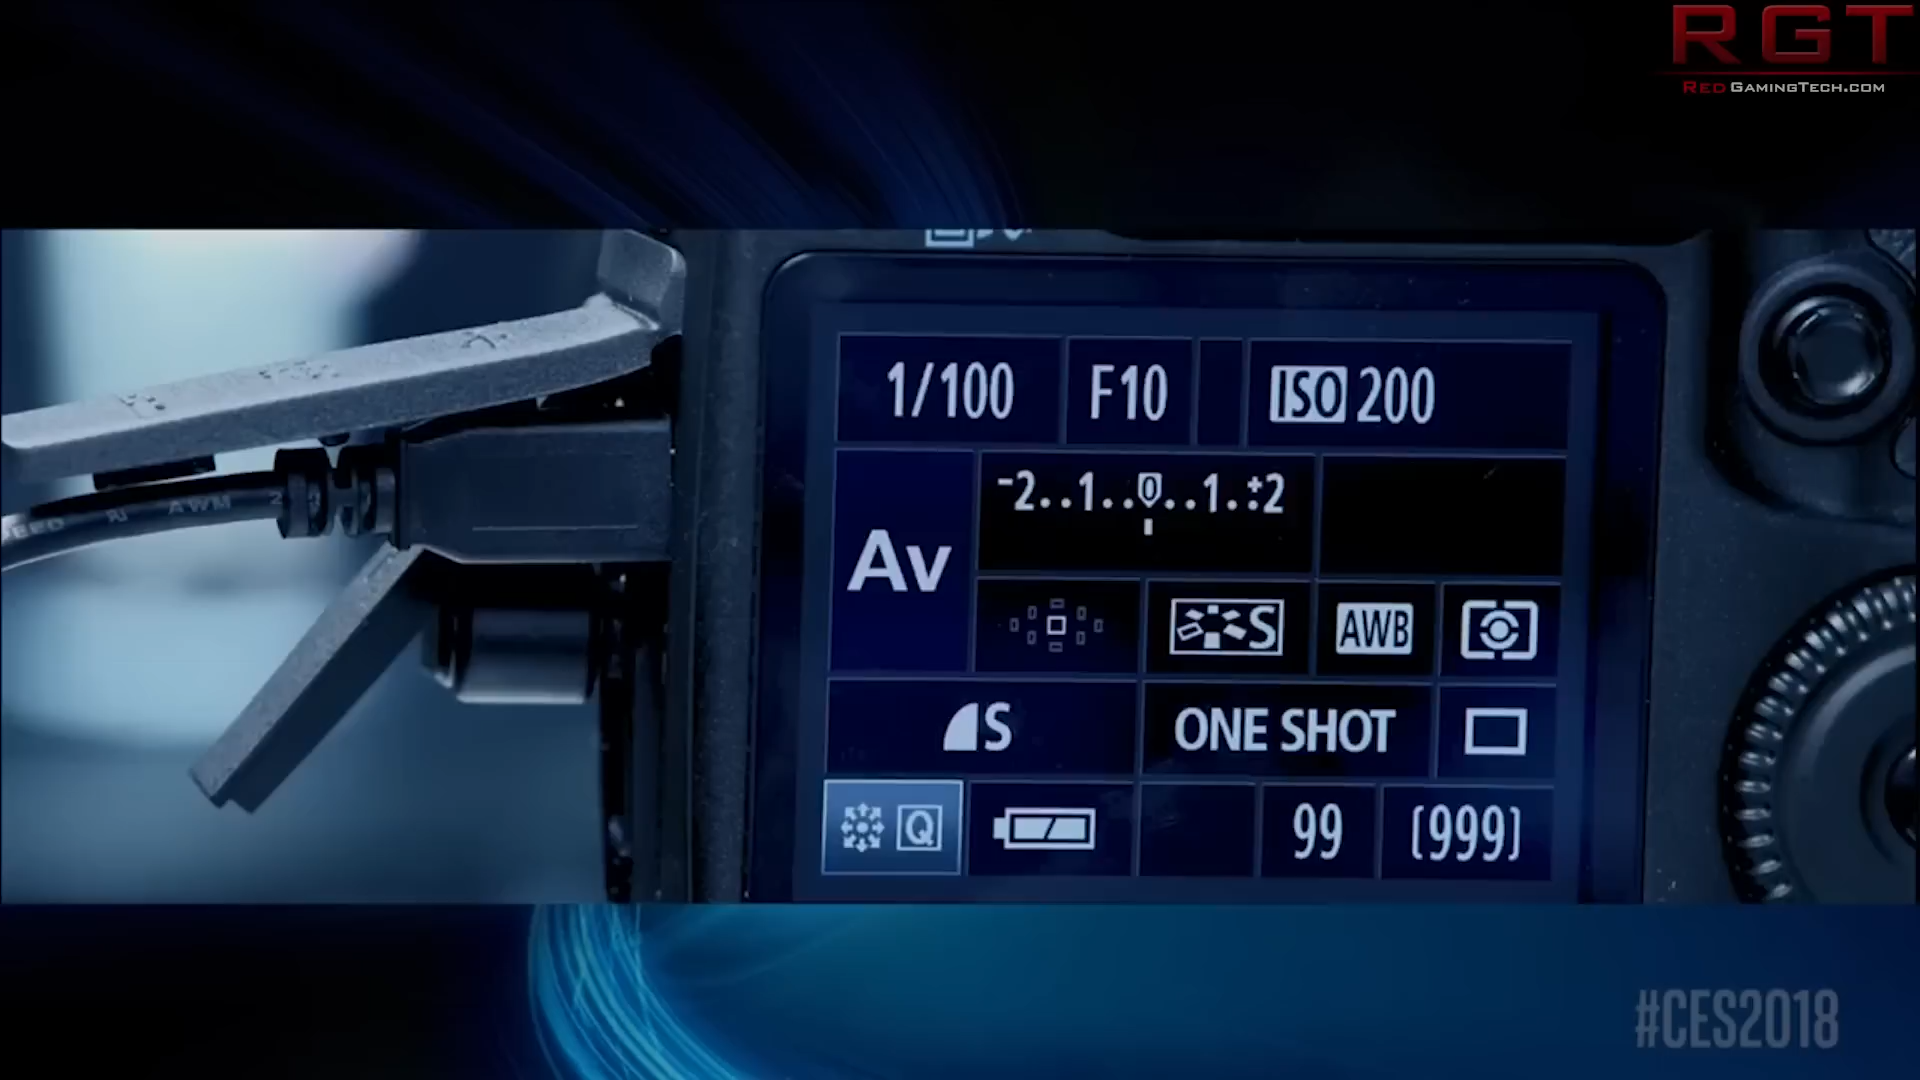 RGT
RedGamingTech.com
1/100 F10 ISO 200
-2..1..0..1.:+2
Av
S AWB
S ONE SHOT
Q 99 [999]
AWM
#CES2018